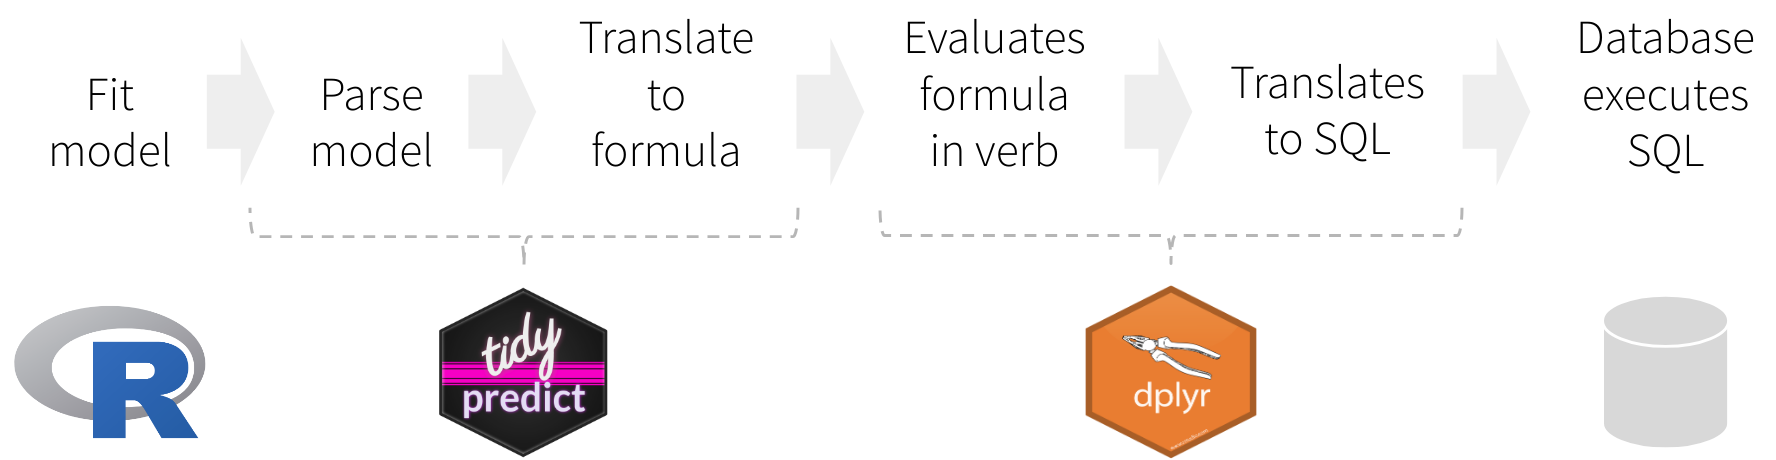 Fit
model
Parse
model
Translate
to
formula
Evaluates
formula
in verb
Translates
to SQL
Database
executes
SQL
R
tidy
predict
dplyr